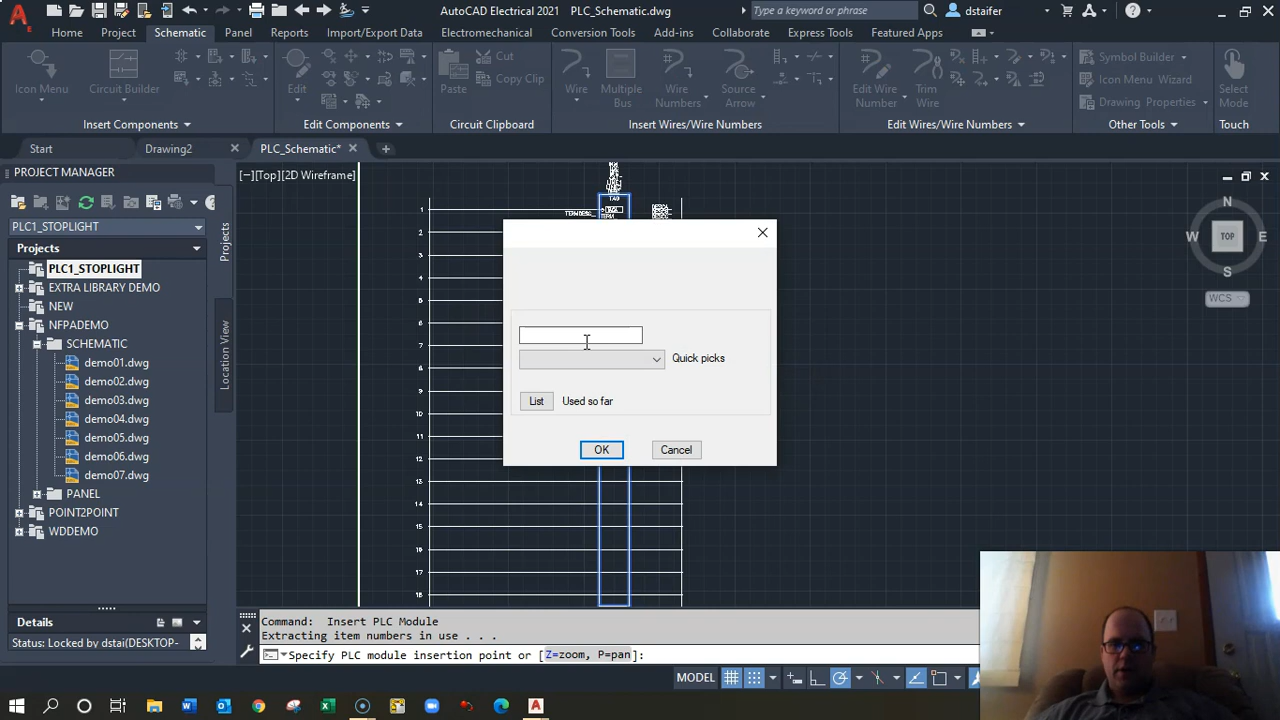 AutoCAD Electrical 2021 PLC_Schematic.dwg
Type a keyword or phrase
dstaifer
Home Project Schematic Panel Reports Import/Export Data Electromechanical Conversion Tools Add-ins Collaborate Express Tools Featured Apps
Icon Menu
Circuit Builder
Insert Components
Edit
Edit Components
Paste
Cut
Copy Clip
Circuit Clipboard
Wire
Multiple Bus
Wire Numbers
Source Arrow
Insert Wires/Wire Numbers
Edit Wire Number
Trim Wire
Edit Wires/Wire Numbers
Symbol Builder
Icon Menu Wizard
Drawing Properties
Other Tools
Select Mode
Touch
Start Drawing2 PLC_Schematic*
PROJECT MANAGER
PLC1_STOPLIGHT
Projects
PLC1_STOPLIGHT
EXTRA LIBRARY DEMO
NEW
NFPADEMO
SCHEMATIC
demo01.dwg
demo02.dwg
demo03.dwg
demo04.dwg
demo05.dwg
demo06.dwg
demo07.dwg
PANEL
POINT2POINT
WDDEMO
Projects
Location View
Details
Status: Locked by dstai(DESKTOP-
[−][Top][2D Wireframe]
TAG
1
2
3
4
5
6
7
8
9
10
11
12
13
14
15
16
17
18
Quick picks
List Used so far
OK Cancel
N
W TOP E
S
WCS
Command: Insert PLC Module
Extracting item numbers in use . . .
Specify PLC module insertion point or [Z=zoom, P=pan]:
MODEL